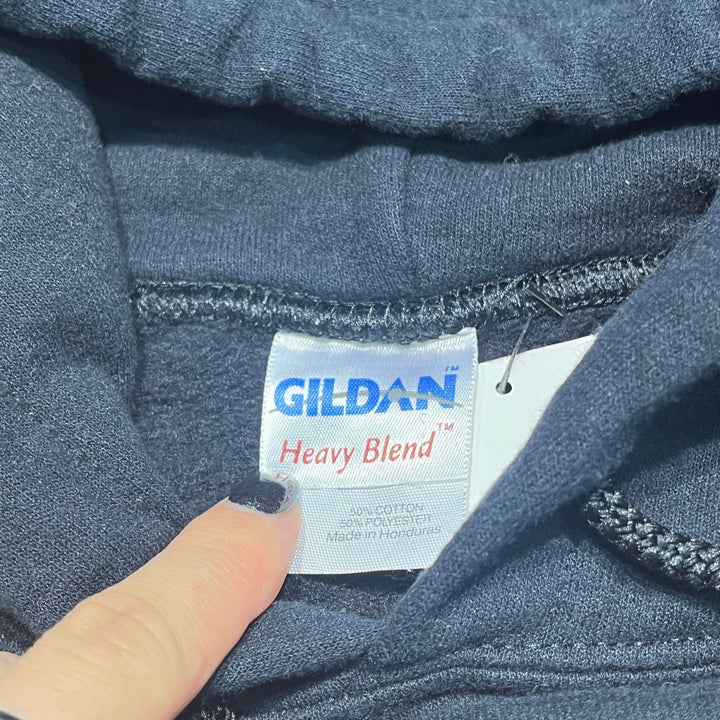 GILDAN™
Heavy Blend™
50% COTTON
50% POLYESTER
Made in Honduras